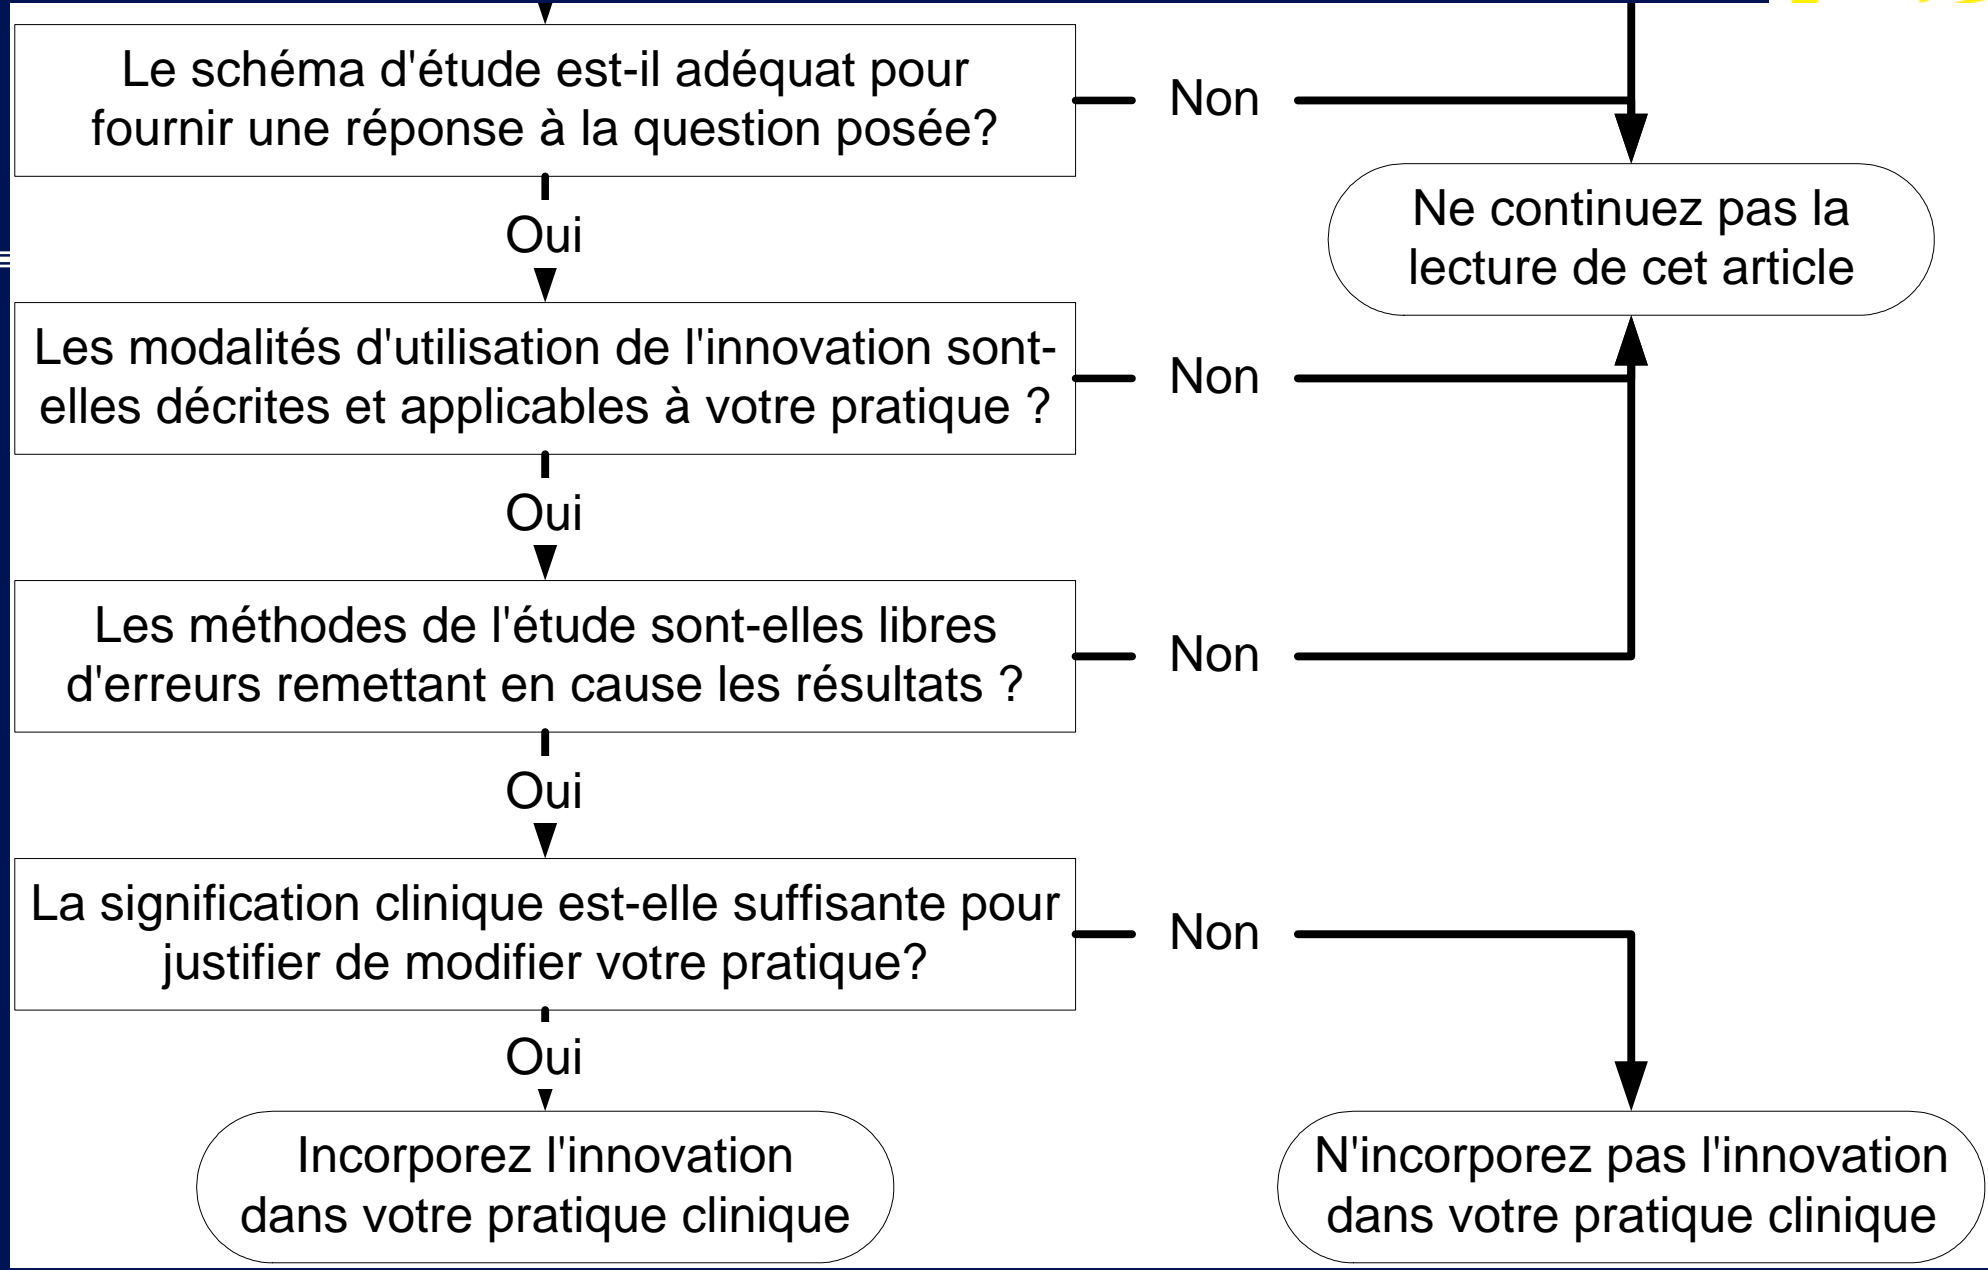 Le schéma d'étude est-il adéquat pour
fournir une réponse à la question posée?
Non
Ne continuez pas la
lecture de cet article
Oui
Les modalités d'utilisation de l'innovation sont-
elles décrites et applicables à votre pratique ?
Non
Oui
Les méthodes de l'étude sont-elles libres
d'erreurs remettant en cause les résultats ?
Non
Oui
La signification clinique est-elle suffisante pour
justifier de modifier votre pratique?
Non
Oui
Incorporez l'innovation
dans votre pratique clinique
N'incorporez pas l'innovation
dans votre pratique clinique